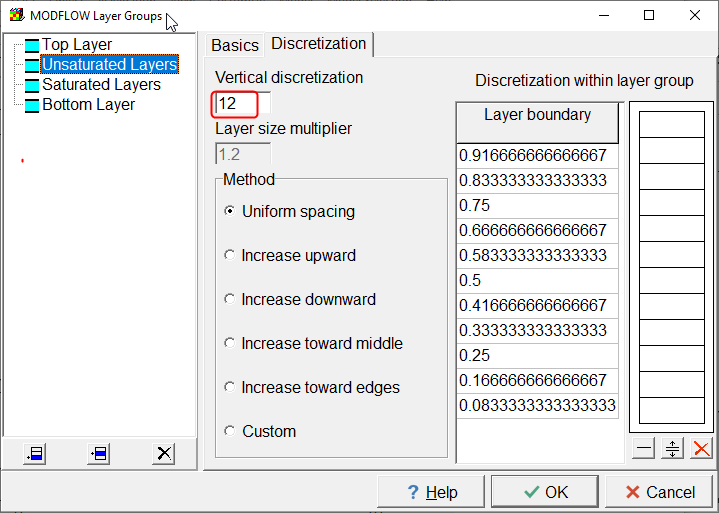 MODFLOW Layer Groups
Top Layer
Unsaturated Layers
Saturated Layers
Bottom Layer
Basics
Discretization
Vertical discretization
12
Layer size multiplier
1.2
Method
Uniform spacing
Increase upward
Increase downward
Increase toward middle
Increase toward edges
Custom
Discretization within layer group
Layer boundary
0.916666666666667
0.833333333333333
0.75
0.666666666666667
0.583333333333333
0.5
0.416666666666667
0.333333333333333
0.25
0.166666666666667
0.0833333333333333
? Help
OK
Cancel